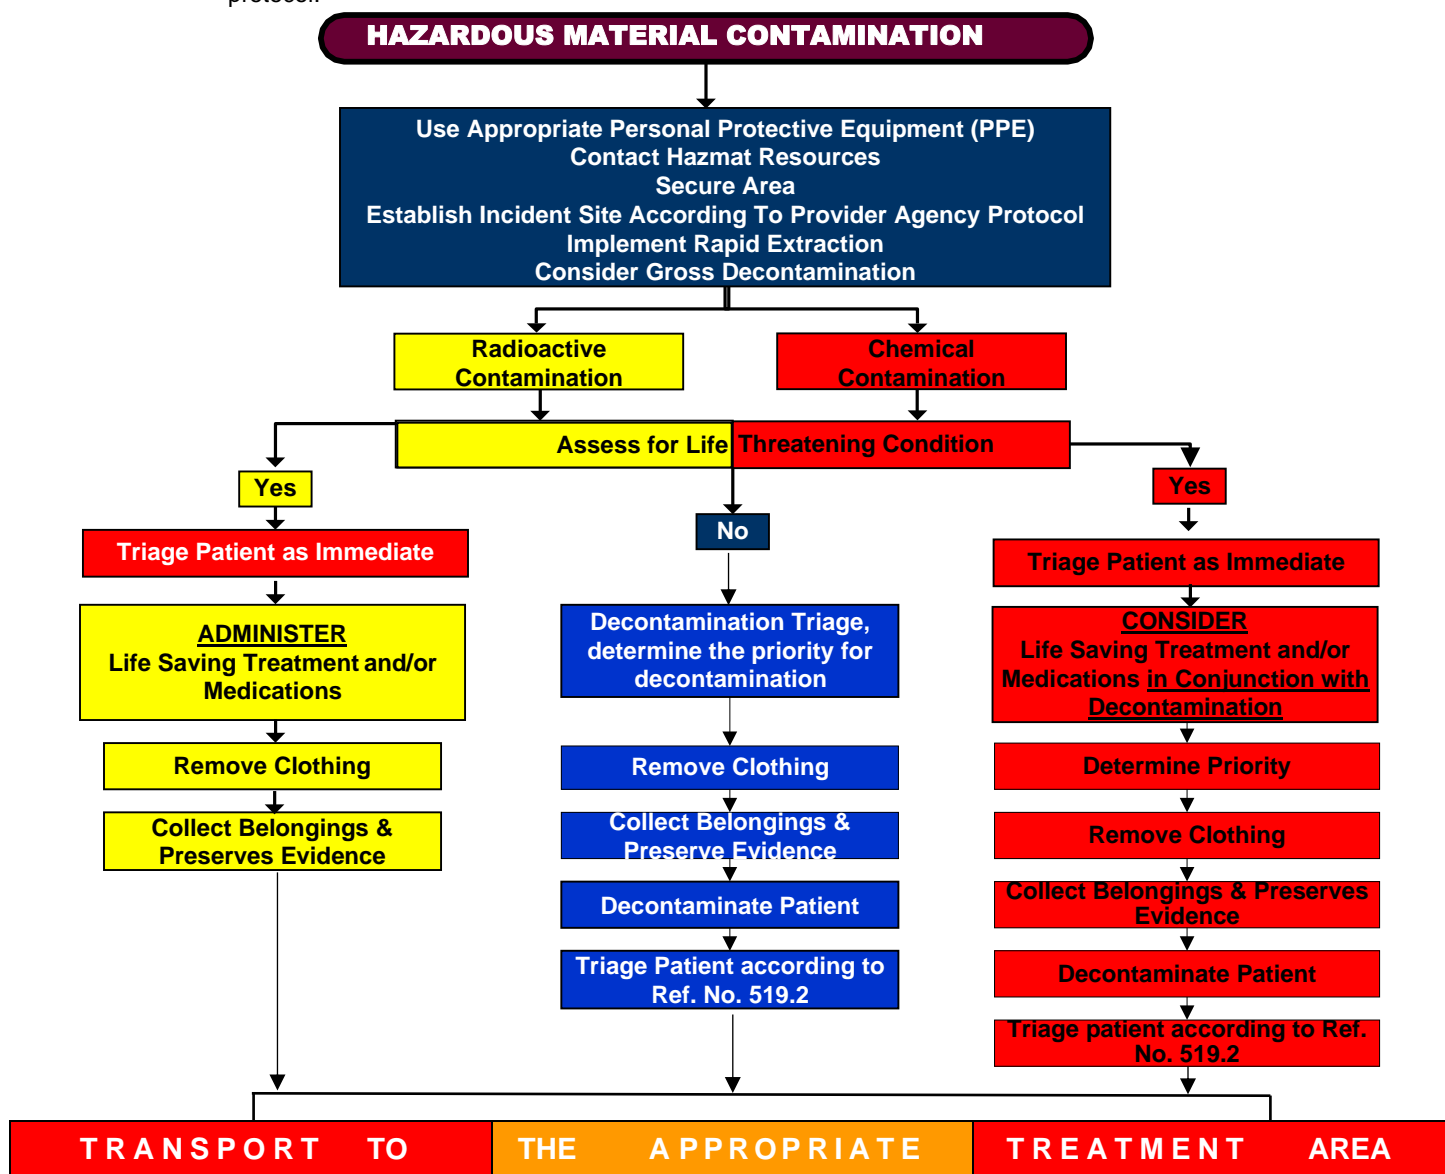 protocol.
HAZARDOUS MATERIAL CONTAMINATION
Use Appropriate Personal Protective Equipment (PPE)
Contact Hazmat Resources
Secure Area
Establish Incident Site According To Provider Agency Protocol
Implement Rapid Extraction
Consider Gross Decontamination
Radioactive
Contamination
Chemical
Contamination
Assess for Life Threatening Condition
Yes
Triage Patient as Immediate
ADMINISTER
Life Saving Treatment and/or
Medications
Remove Clothing
Collect Belongings &
Preserves Evidence
No
Decontamination Triage,
determine the priority for
decontamination
Remove Clothing
Collect Belongings &
Preserve Evidence
Decontaminate Patient
Triage Patient according to
Ref. No. 519.2
Yes
Triage Patient as Immediate
CONSIDER
Life Saving Treatment and/or
Medications in Conjunction with
Decontamination
Determine Priority
Remove Clothing
Collect Belongings & Preserves
Evidence
Decontaminate Patient
Triage patient according to Ref.
No. 519.2
TRANSPORT TO THE APPROPRIATE TREATMENT AREA